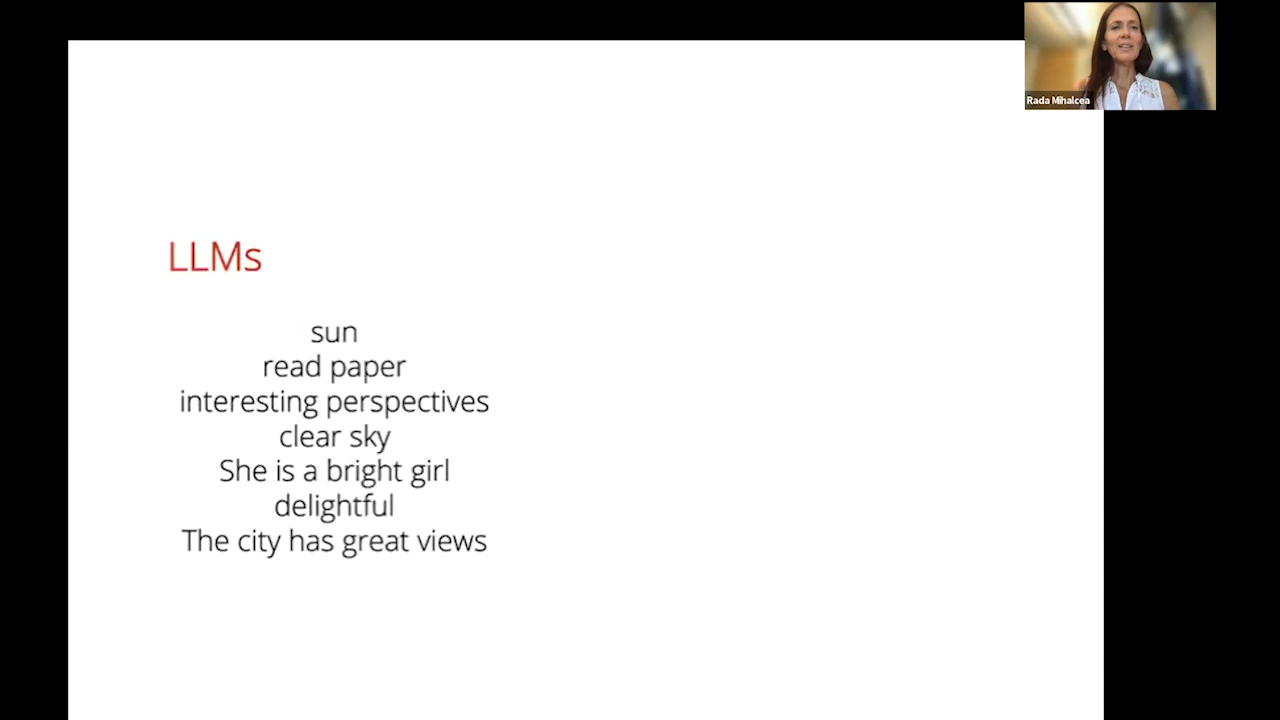 Rada Mihalcea
LLMs
sun
read paper
interesting perspectives
clear sky
She is a bright girl
delightful
The city has great views